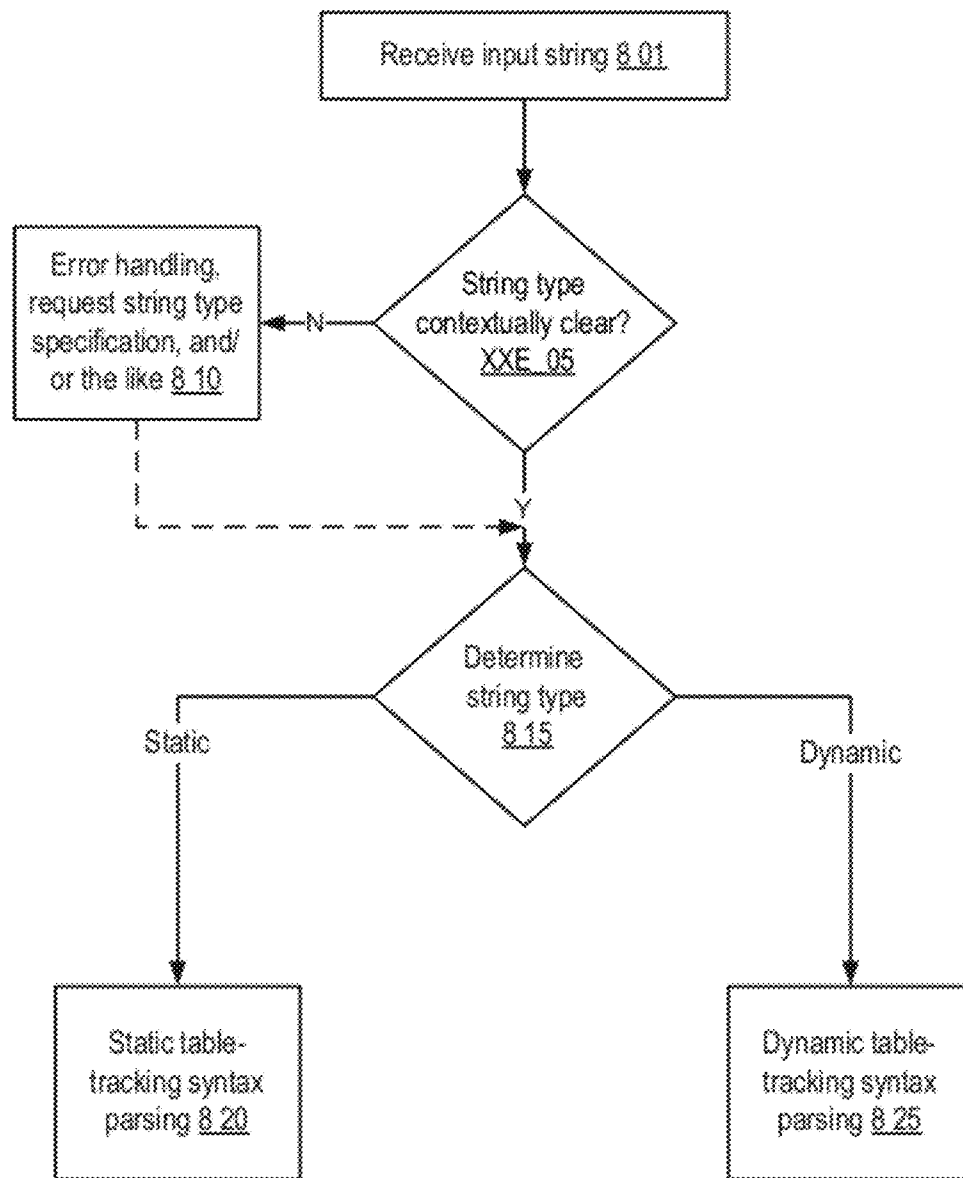 Receive input string 8 01
String type
contextually clear?
XXE_05
Error handling,
request string type
specification, and/
or the like 8 10
N
Y
Determine
string type
8 15
Static
Dynamic
Static table-
tracking syntax
parsing 8 20
Dynamic table-
tracking syntax
parsing 8 25